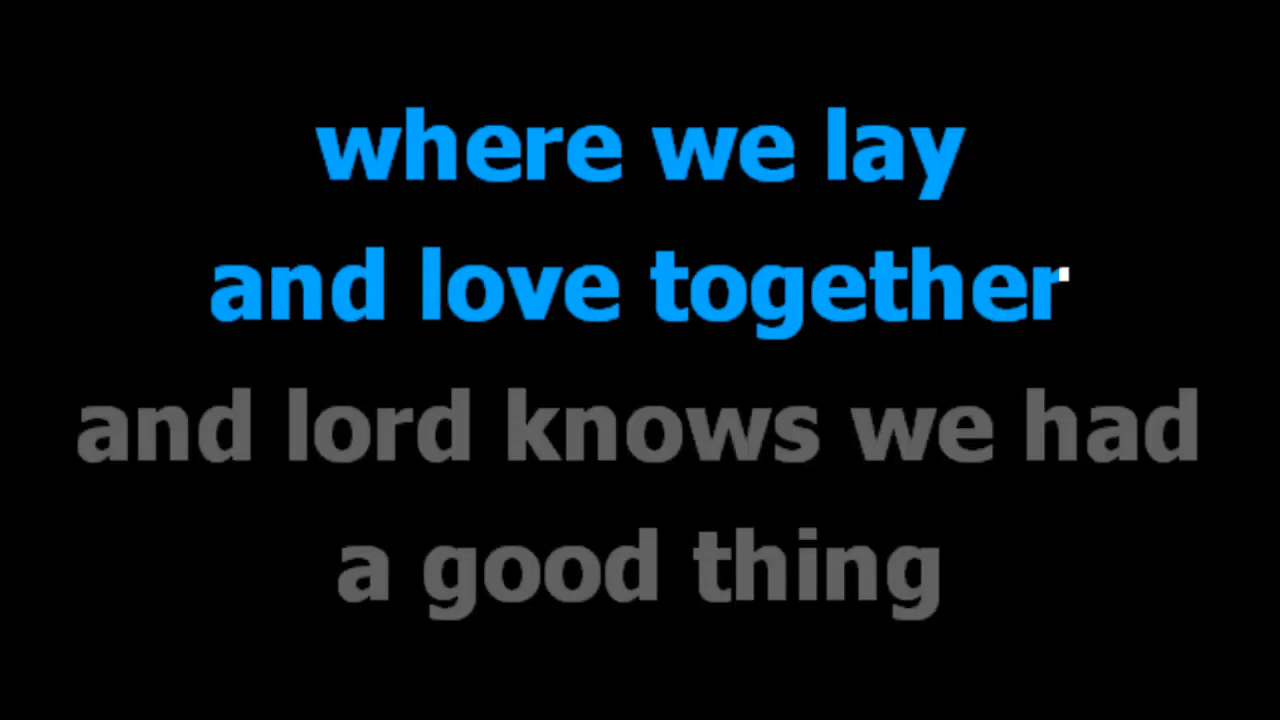 where we lay
and love together
and lord knows we had
a good thing